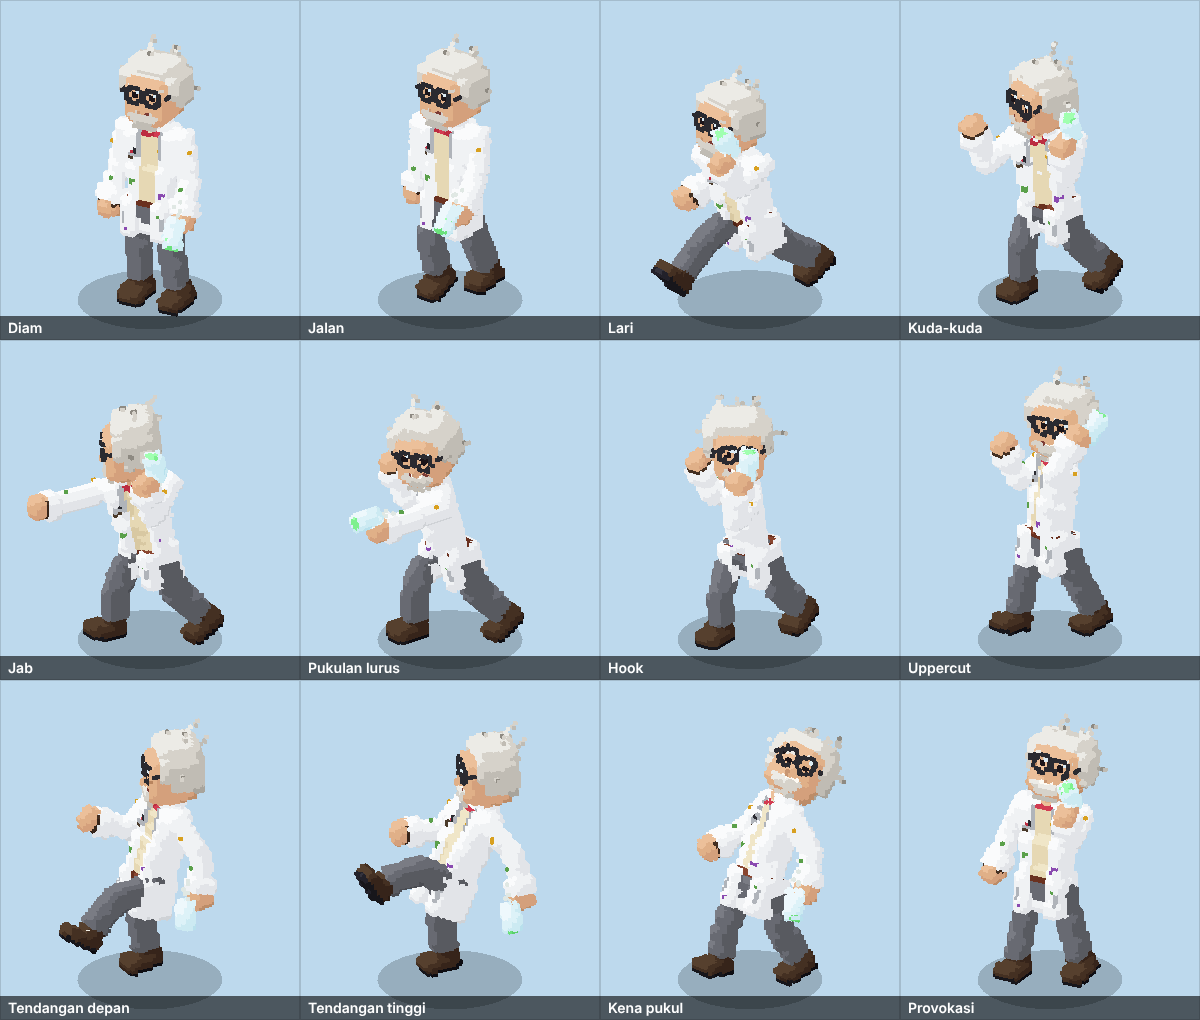 Diam
Jalan
Lari
Kuda-kuda
Jab
Pukulan lurus
Hook
Uppercut
Tendangan depan
Tendangan tinggi
Kena pukul
Provokasi